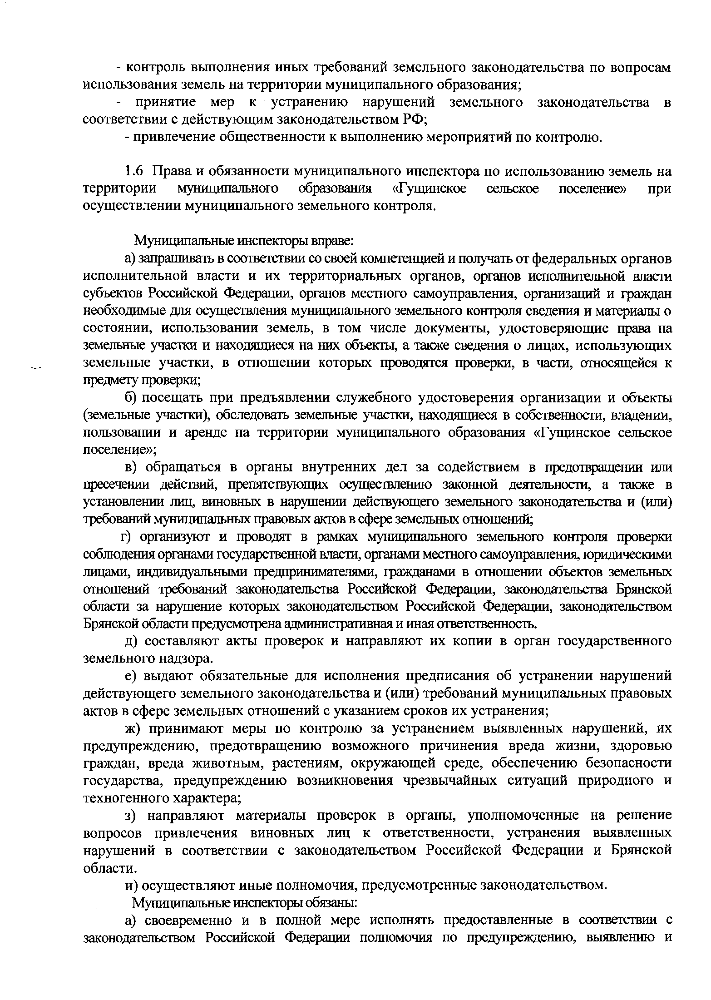 - контроль выполнения иных требований земельного законодательства по вопросам
использования земель на территории муниципального образования;
- принятие мер к устранению нарушений земельного законодательства в
соответствии с действующим законодательством РФ;
- привлечение общественности к выполнению мероприятий по контролю.
1.6 Права и обязанности муниципального инспектора по использованию земель на
территории муниципального образования «Гущинское сельское поселение» при
осуществлении муниципального земельного контроля.
Муниципальные инспекторы вправе:
а) запрашивать в соответствии со своей компетенцией и получать от федеральных органов
исполнительной власти и их территориальных органов, органов исполнительной власти
субъектов Российской Федерации, органов местного самоуправления, организаций и граждан
необходимые для осуществления муниципального земельного контроля сведения и материалы о
состоянии, использовании земель, в том числе документы, удостоверяющие права на
земельные участки и находящиеся на них объекты, а также сведения о лицах, использующих
земельные участки, в отношении которых проводятся проверки, в части, относящейся к
предмету проверки;
б) посещать при предъявлении служебного удостоверения организации и объекты
(земельные участки), обследовать земельные участки, находящиеся в собственности, владении,
пользовании и аренде на территории муниципального образования «Гущинское сельское
поселение»;
в) обращаться в органы внутренних дел за содействием в предотвращении или
пресечении действий, препятствующих осуществлению законной деятельности, а также в
установлении лиц, виновных в нарушении действующего земельного законодательства и (или)
требований муниципальных правовых актов в сфере земельных отношений;
г) организуют и проводят в рамках муниципального земельного контроля проверки
соблюдения органами государственной власти, органами местного самоуправления, юридическими
лицами, индивидуальными предпринимателями, гражданами в отношении объектов земельных
отношений требований законодательства Российской Федерации, законодательства Брянской
области за нарушение которых законодательством Российской Федерации, законодательством
Брянской области предусмотрена административная и иная ответственность.
д) составляют акты проверок и направляют их копии в орган государственного
земельного надзора.
е) выдают обязательные для исполнения предписания об устранении нарушений
действующего земельного законодательства и (или) требований муниципальных правовых
актов в сфере земельных отношений с указанием сроков их устранения;
ж) принимают меры по контролю за устранением выявленных нарушений, их
предупреждению, предотвращению возможного причинения вреда жизни, здоровью
граждан, вреда животным, растениям, окружающей среде, обеспечению безопасности
государства, предупреждению возникновения чрезвычайных ситуаций природного и
техногенного характера;
з) направляют материалы проверок в органы, уполномоченные на решение
вопросов привлечения виновных лиц к ответственности, устранения выявленных
нарушений в соответствии с законодательством Российской Федерации и Брянской
области.
и) осуществляют иные полномочия, предусмотренные законодательством.
Муниципальные инспекторы обязаны:
а) своевременно и в полной мере исполнять предоставленные в соответствии с
законодательством Российской Федерации полномочия по предупреждению, выявлению и